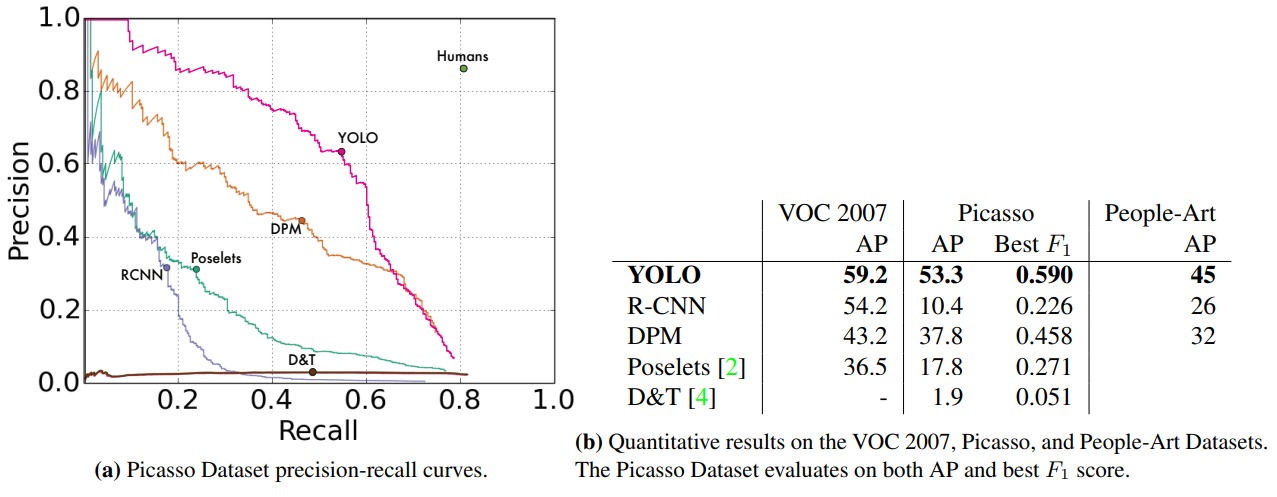 1.0
0.8
0.6
0.4
0.2
0.0
Precision
Humans
YOLO
DPM
Poselets
RCNN
D&T
0.2 0.4 0.6 0.8 1.0
Recall
(a) Picasso Dataset precision-recall curves.
VOC 2007 Picasso People-Art
AP AP Best F1 AP
YOLO 59.2 53.3 0.590 45
R-CNN 54.2 10.4 0.226 26
DPM 43.2 37.8 0.458 32
Poselets [2] 36.5 17.8 0.271
D&T [4] - 1.9 0.051
(b) Quantitative results on the VOC 2007, Picasso, and People-Art Datasets.
The Picasso Dataset evaluates on both AP and best F1 score.